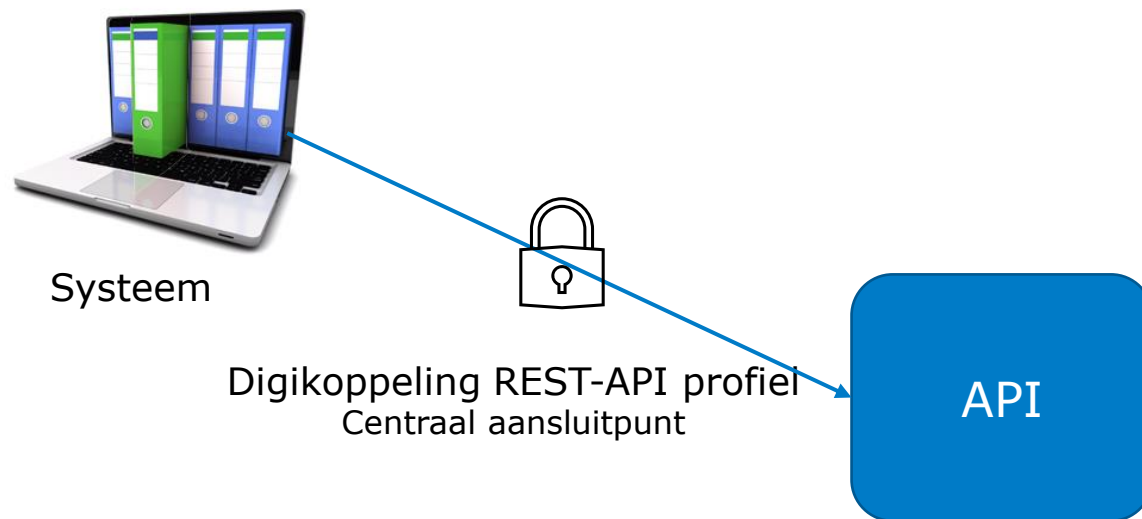 Systeem
Digikoppeling REST-API profiel
Centraal aansluitpunt
API